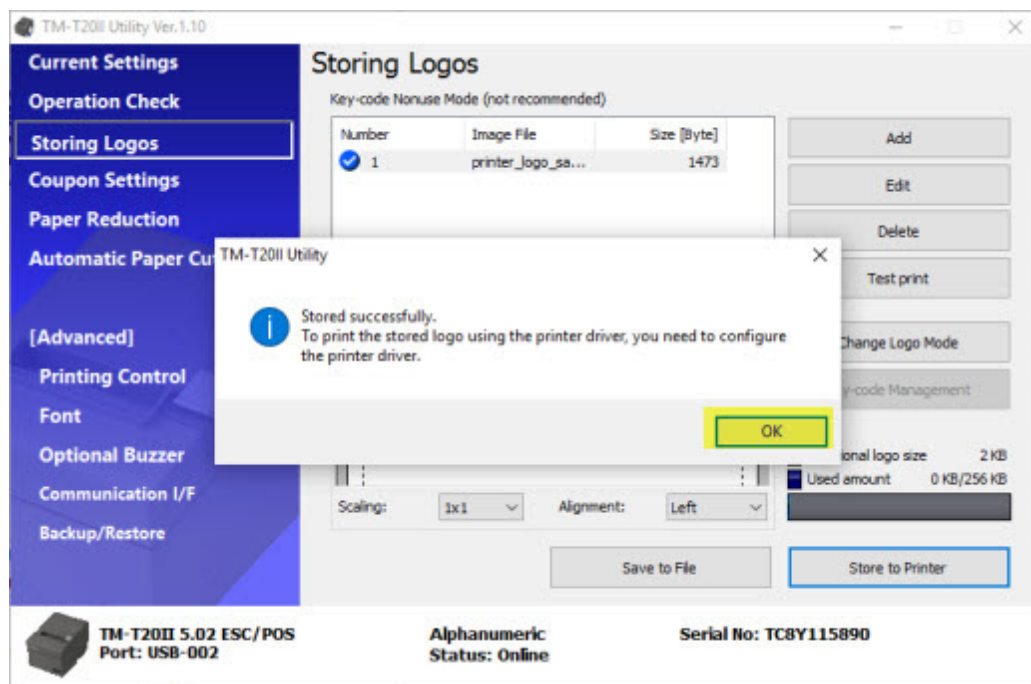 TM-T20II Utility Ver.1.10
Current Settings
Operation Check
Storing Logos
Coupon Settings
Paper Reduction
Automatic Paper Cu
[Advanced]
Printing Control
Font
Optional Buzzer
Communication I/F
Backup/Restore
Storing Logos
Key-code Nonuse Mode (not recommended)
Number Image File Size [Byte]
1 printer_logo_sa... 1473
Add
Edit
Delete
Test print
Change Logo Mode
y-code Management
TM-T20II Utility
Stored successfully.
To print the stored logo using the printer driver, you need to configure
the printer driver.
OK
ional logo size 2 KB
Used amount 0 KB/256 KB
Scaling: 1x1 Alignment: Left
Save to File Store to Printer
TM-T20II 5.02 ESC/POS Alphanumeric Serial No: TC8Y115890
Port: USB-002 Status: Online